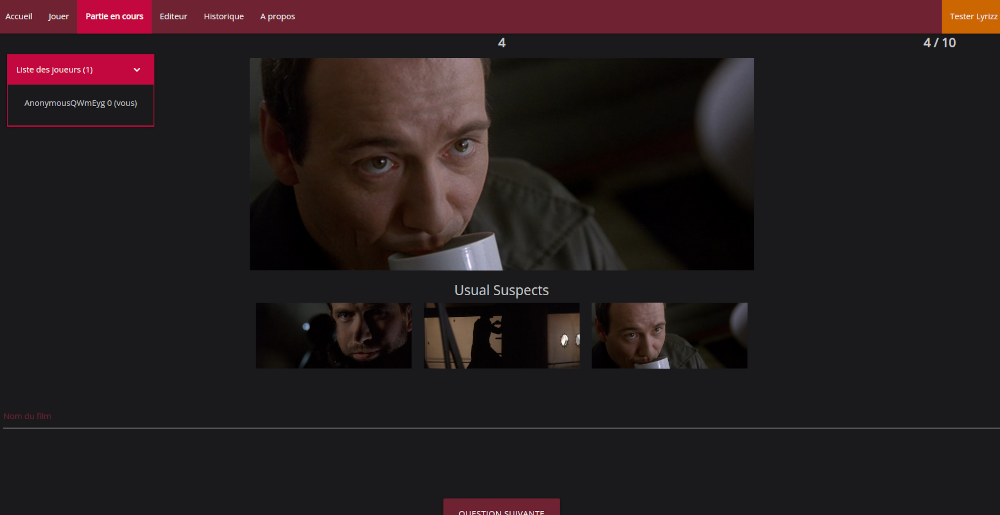 Accueil Jouer Partie en cours Editeur Historique A propos Tester Lyrizz
4 4 / 10
Liste des joueurs (1)
AnonymousQWmEyg 0 (vous)
Usual Suspects
Nom du film
QUESTION SUIVANTE